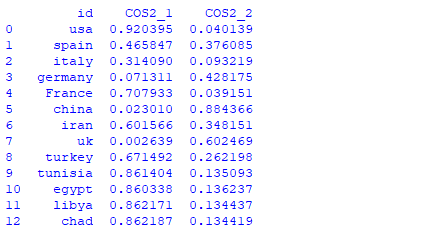 id COS2_1 COS2_2
0 usa 0.920395 0.040139
1 spain 0.465847 0.376085
2 italy 0.314090 0.093219
3 germany 0.071311 0.428175
4 France 0.707933 0.039151
5 china 0.023010 0.884366
6 iran 0.601566 0.348151
7 uk 0.002639 0.602469
8 turkey 0.671492 0.262198
9 tunisia 0.861404 0.135093
10 egypt 0.860338 0.136237
11 libya 0.862171 0.134437
12 chad 0.862187 0.134419